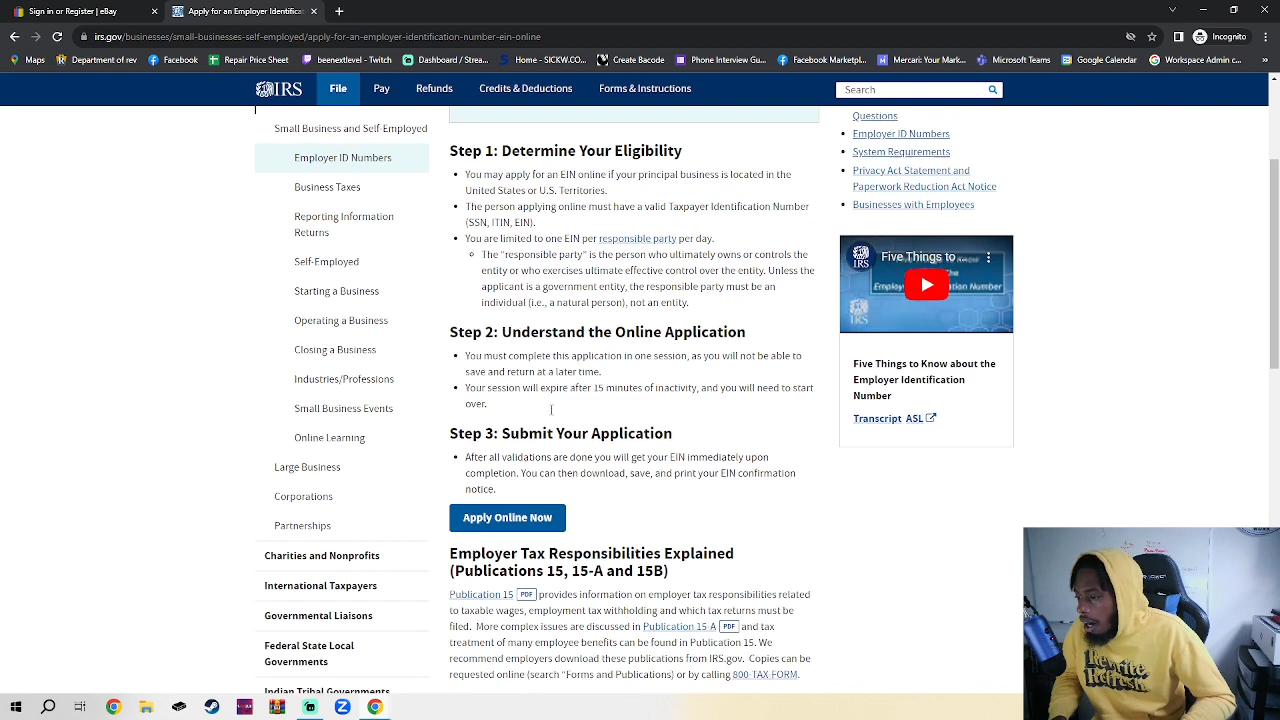 Sign in or Register | eBay
Apply for an Employer Identificat
irs.gov/businesses/small-businesses-self-employed/apply-for-an-employer-identification-number-ein-online
Incognito
Maps
Department of rev
Facebook
Repair Price Sheet
beenextlevel - Twitch
Dashboard / Strea...
Home - SICKW.CO...
Create Barcode
Phone Interview Gu...
Facebook Marketpl...
Mercari: Your Mark...
Microsoft Teams
Google Calendar
Workspace Admin c...
IRS
File
Pay
Refunds
Credits & Deductions
Forms & Instructions
Search
Small Business and Self-Employed
Employer ID Numbers
Business Taxes
Reporting Information
Returns
Self-Employed
Starting a Business
Operating a Business
Closing a Business
Industries/Professions
Small Business Events
Online Learning
Large Business
Corporations
Partnerships
Charities and Nonprofits
International Taxpayers
Governmental Liaisons
Federal State Local
Governments
Indian Tribal Governments
Step 1: Determine Your Eligibility
You may apply for an EIN online if your principal business is located in the
United States or U.S. Territories.
The person applying online must have a valid Taxpayer Identification Number
(SSN, ITIN, EIN).
You are limited to one EIN per responsible party per day.
The "responsible party" is the person who ultimately owns or controls the
entity or who exercises ultimate effective control over the entity. Unless the
applicant is a government entity, the responsible party must be an
individual (i.e., a natural person), not an entity.
Step 2: Understand the Online Application
You must complete this application in one session, as you will not be able to
save and return at a later time.
Your session will expire after 15 minutes of inactivity, and you will need to start
over.
Step 3: Submit Your Application
After all validations are done you will get your EIN immediately upon
completion. You can then download, save, and print your EIN confirmation
notice.
Apply Online Now
Employer Tax Responsibilities Explained
(Publications 15, 15-A and 15B)
Publication 15 PDF provides information on employer tax responsibilities related
to taxable wages, employment tax withholding and which tax returns must be
filed. More complex issues are discussed in Publication 15-A PDF and tax
treatment of many employee benefits can be found in Publication 15. We
recommend employers download these publications from IRS.gov. Copies can be
requested online (search "Forms and Publications) or by calling 800-TAX FORM.
Questions
Employer ID Numbers
System Requirements
Privacy Act Statement and
Paperwork Reduction Act Notice
Businesses with Employees
IRS
Five Things to ...
Five Things to Know about the
Employer Identification
Number
Transcript ASL
Rewrite
Refresh